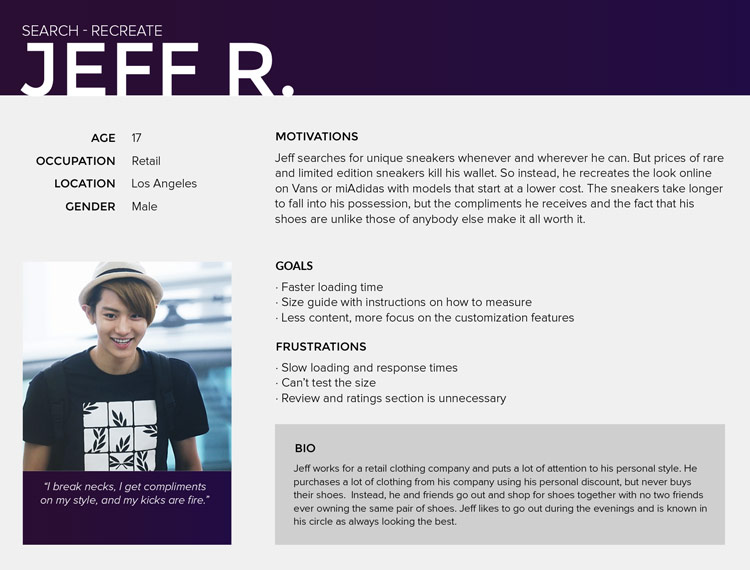 SEARCH - RECREATE
JEFF R.
AGE 17
OCCUPATION Retail
LOCATION Los Angeles
GENDER Male
MOTIVATIONS
Jeff searches for unique sneakers whenever and wherever he can. But prices of rare
and limited edition sneakers kill his wallet. So instead, he recreates the look online
on Vans or miAdidas with models that start at a lower cost. The sneakers take longer
to fall into his possession, but the compliments he receives and the fact that his
shoes are unlike those of anybody else make it all worth it.
GOALS
· Faster loading time
· Size guide with instructions on how to measure
· Less content, more focus on the customization features
FRUSTRATIONS
· Slow loading and response times
· Can’t test the size
· Review and ratings section is unnecessary
“I break necks, I get compliments
on my style, and my kicks are fire.”
BIO
Jeff works for a retail clothing company and puts a lot of attention to his personal style. He
purchases a lot of clothing from his company using his personal discount, but never buys
their shoes.  Instead, he and friends go out and shop for shoes together with no two friends
ever owning the same pair of shoes. Jeff likes to go out during the evenings and is known in
his circle as always looking the best.